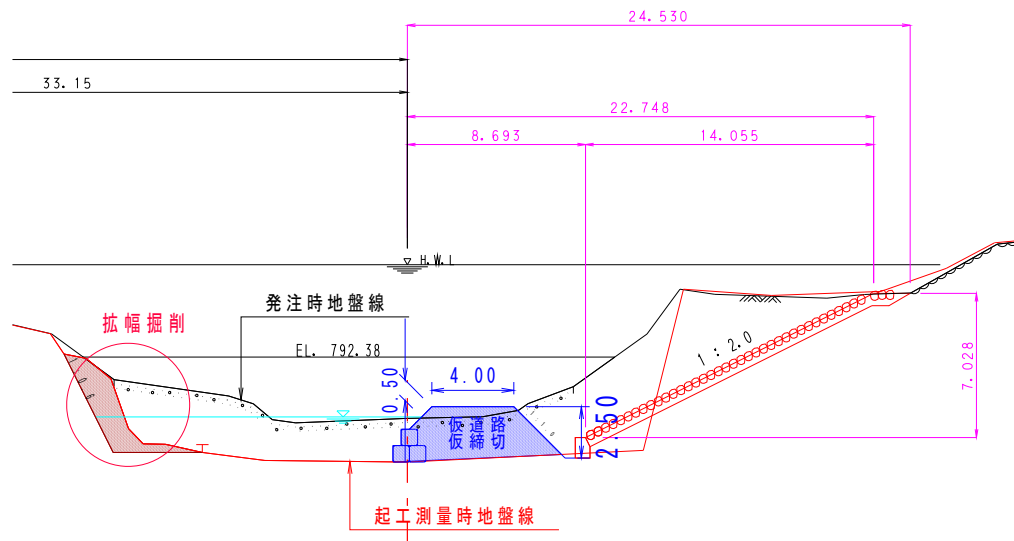 24.530
33.15
22.748
8.693
14.055
H.W.L
発注時地盤線
拡幅掘削
EL. 792.38
1 : 2.0
7.028
0.50
4.00
仮道路
仮締切
2.50
起工測量時地盤線